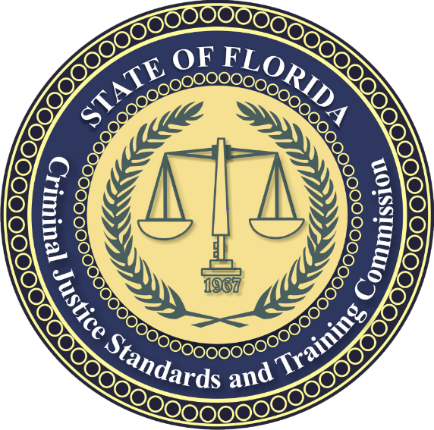 STATE OF FLORIDA
1967
Criminal Justice Standards and Training Commission